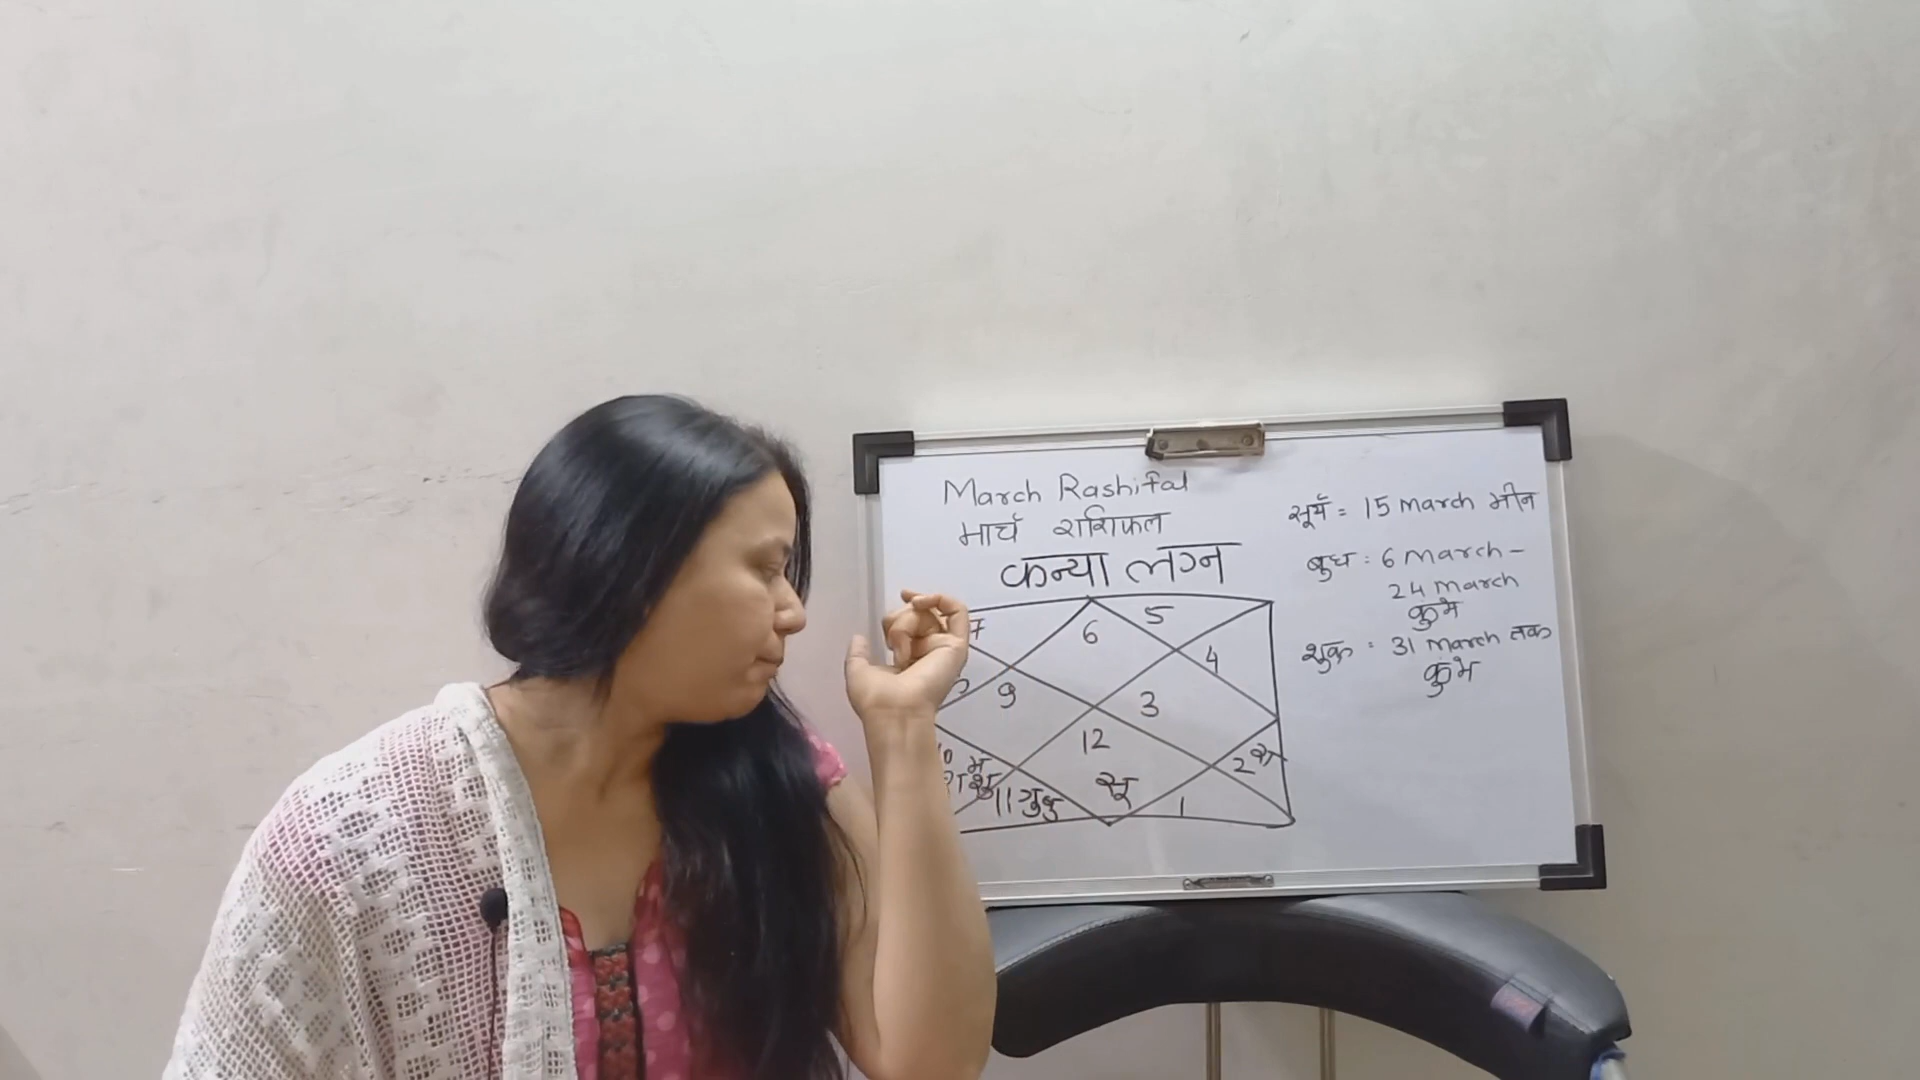 March Rashifal
मार्च राशिफल
कन्या लग्न
7
6
5
4
9
3
12
10 म
शु
11 गु बु
सू
1
2 रा
सूर्य = 15 March मीन
बुध : 6 March -
24 March
कुंभ
शुक्र : 31 March तक
कुंभ